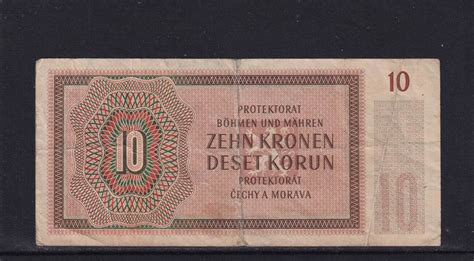 10
PROTEKTORAT
BÖHMEN UND MÄHREN
10 ZEHN KRONEN
DESET KORUN
PROTEKTORÁT
ČECHY A MORAVA
10